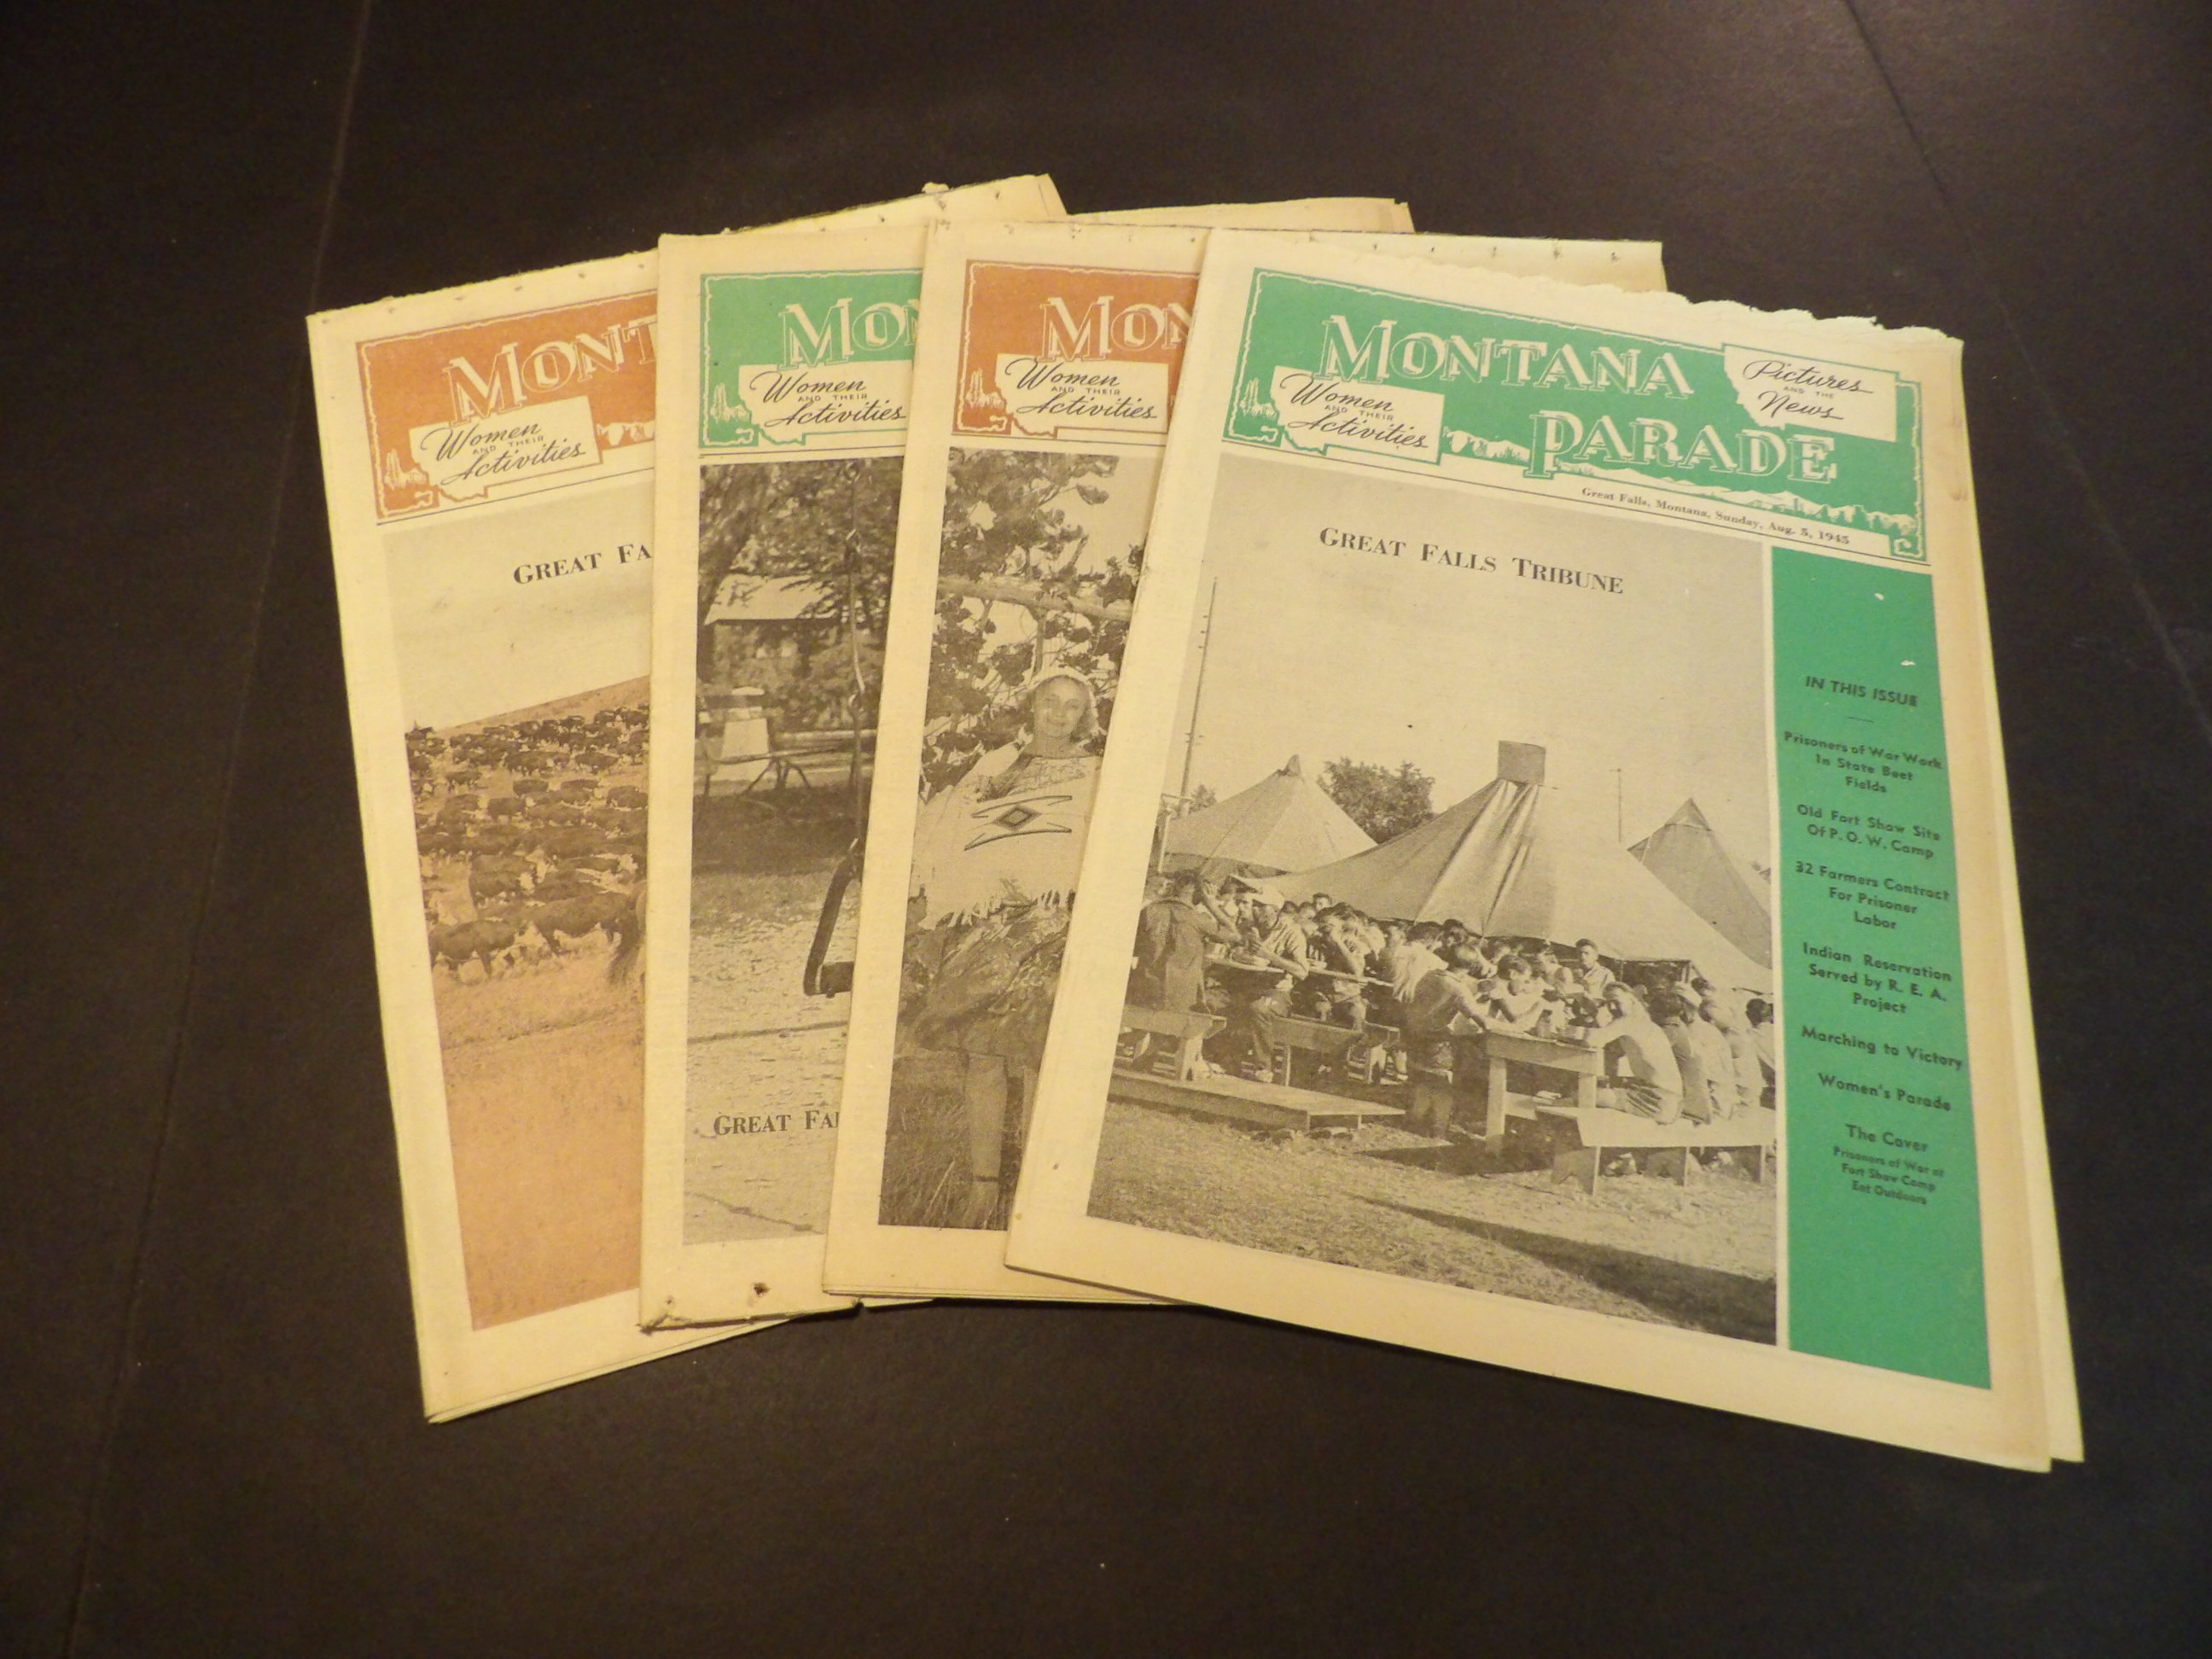 MONT
Women
AND THEIR
Activities
GREAT FA
MO
Women
AND THEIR
Activities
GREAT FA
MON
Women
AND THEIR
Activities
MONTANA
PARADE
Women
AND THEIR
Activities
Pictures
AND THE
News
Great Falls, Montana, Sunday, Aug. 5, 1945
GREAT FALLS TRIBUNE
IN THIS ISSUE
Prisoners of War Work
In State Beet
Fields
Old Fort Shaw Site
Of P. O. W. Camp
32 Farmers Contract
For Prisoner
Labor
Indian Reservation
Served by R. E. A.
Project
Marching to Victory
Women's Parade
The Cover
Prisoners of War at
Fort Shaw Camp
Eat Outdoors